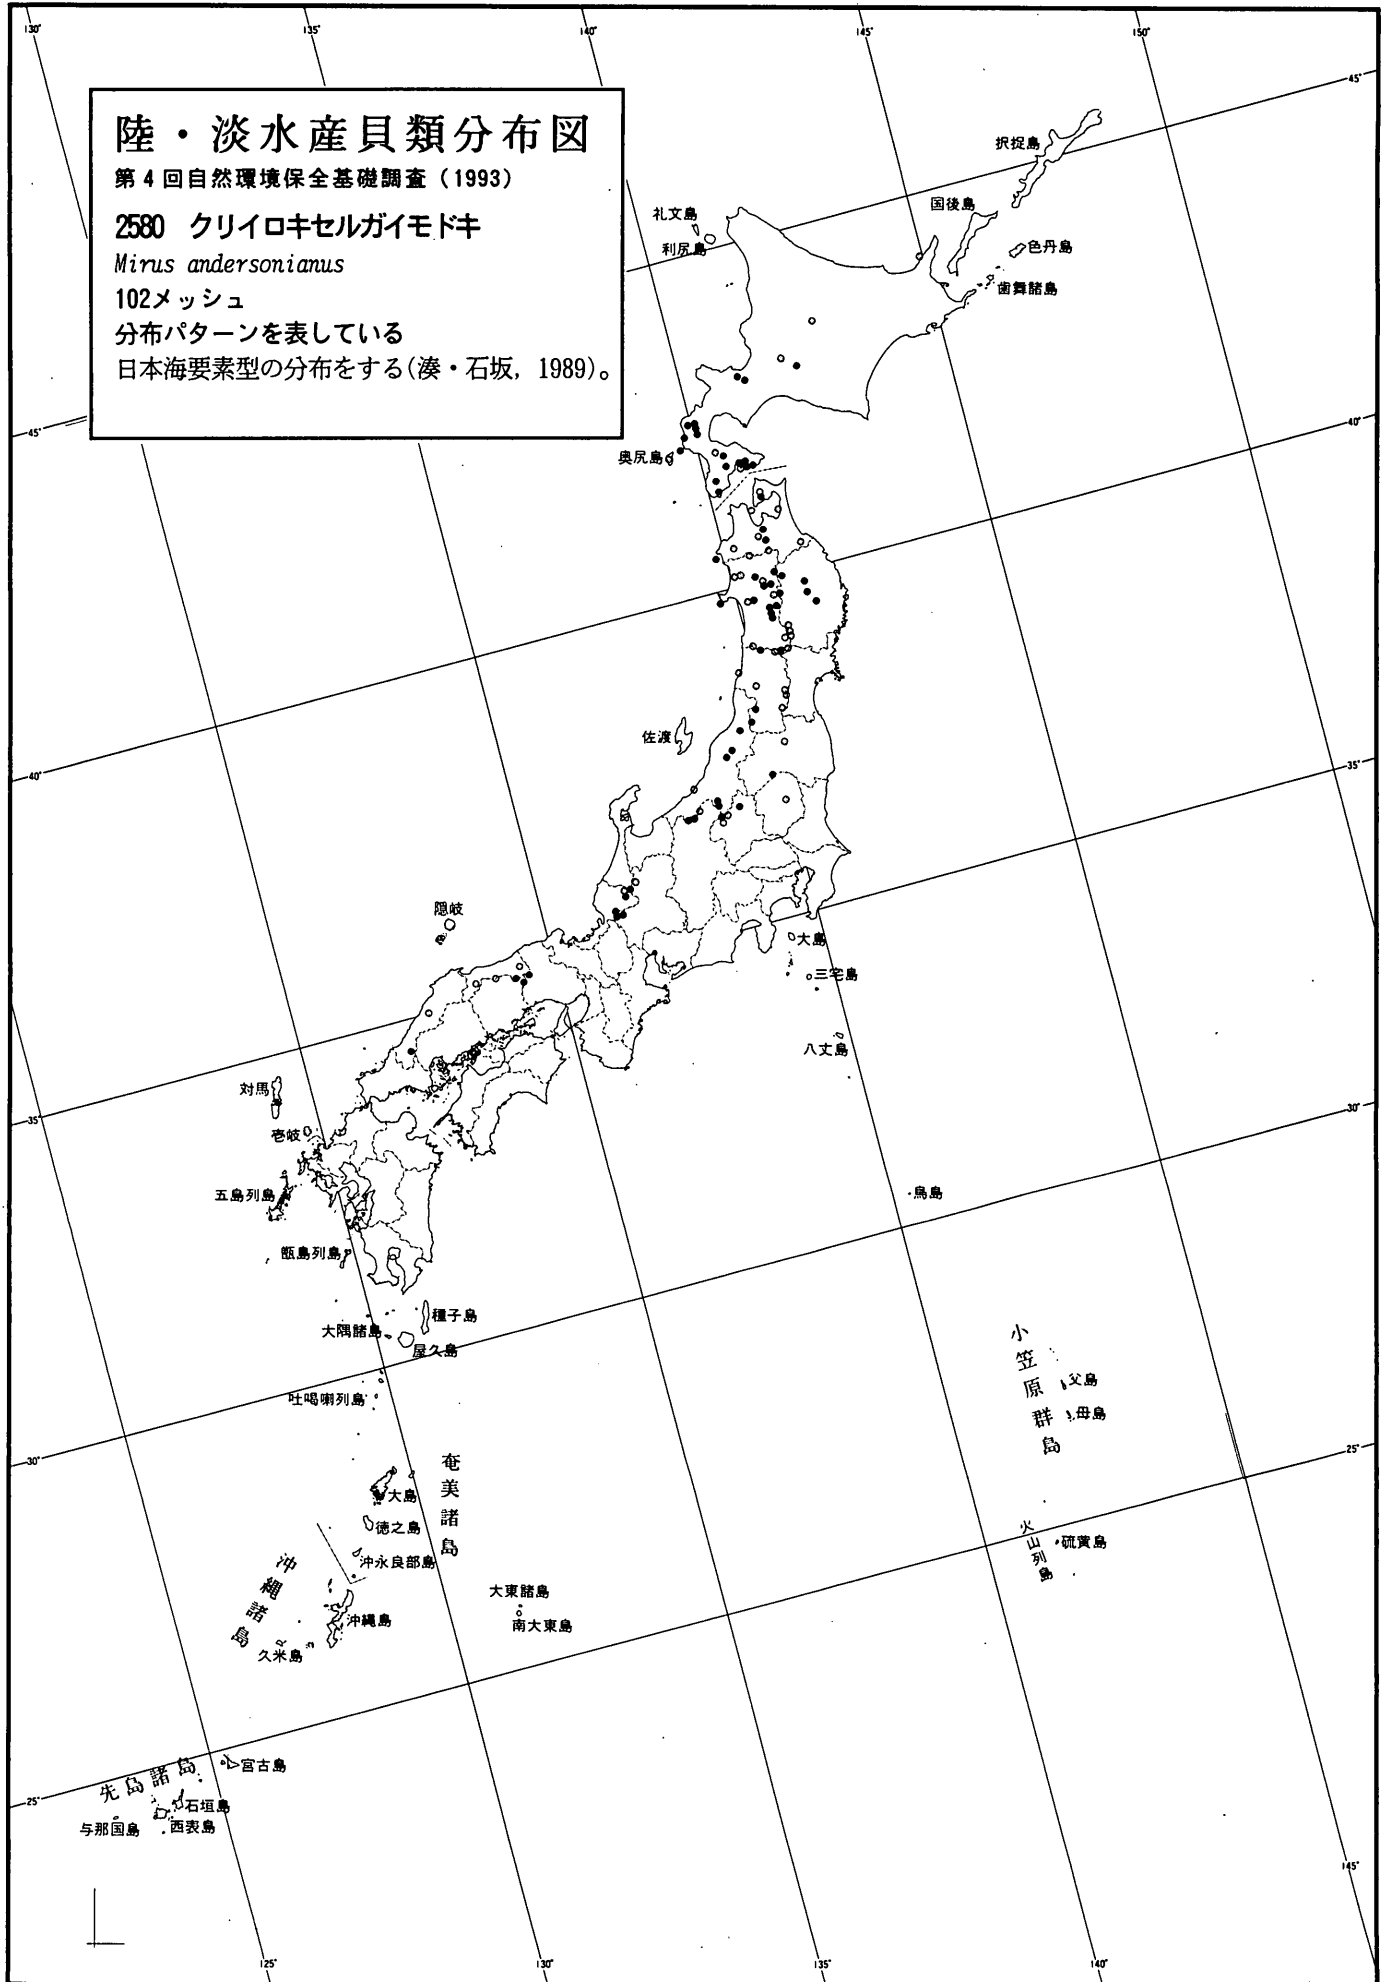 130°
135°
140°
145°
150°
陸・淡水産貝類分布図
第4回自然環境保全基礎調査(1993)
2580 クリイロキセルガイモドキ
Mirus andersonianus
102メッシュ
分布パターンを表している
日本海要素型の分布をする(湊・石坂, 1989)。
45°
択捉島
国後島
礼文島
利尻島
色丹島
歯舞諸島
45°
40°
奥尻島
佐渡
40°
35°
隠岐
大島
三宅島
八丈島
対馬
35°
壱岐
30°
五島列島
鳥島
甑島列島
種子島
大隅諸島
屋久島
吐喝喇列島
小笠原群島
父島
母島
25°
30°
奄美諸島
大島
徳之島
沖永良部島
火山列島
硫黄島
沖縄諸島
沖縄島
久米島
大東諸島
南大東島
先島諸島
宮古島
25°
石垣島
与那国島
西表島
145°
125°
130°
135°
140°